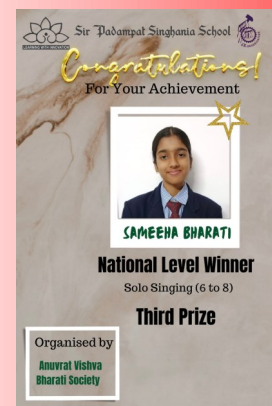 Sir Padampat Singhania School
LEARNING WITH INNOVATION
Congratulations!
For Your Achievement
SAMEEHA BHARATI
National Level Winner
Solo Singing (6 to 8)
Third Prize
Organised by
Anuvrat Vishva
Bharati Society